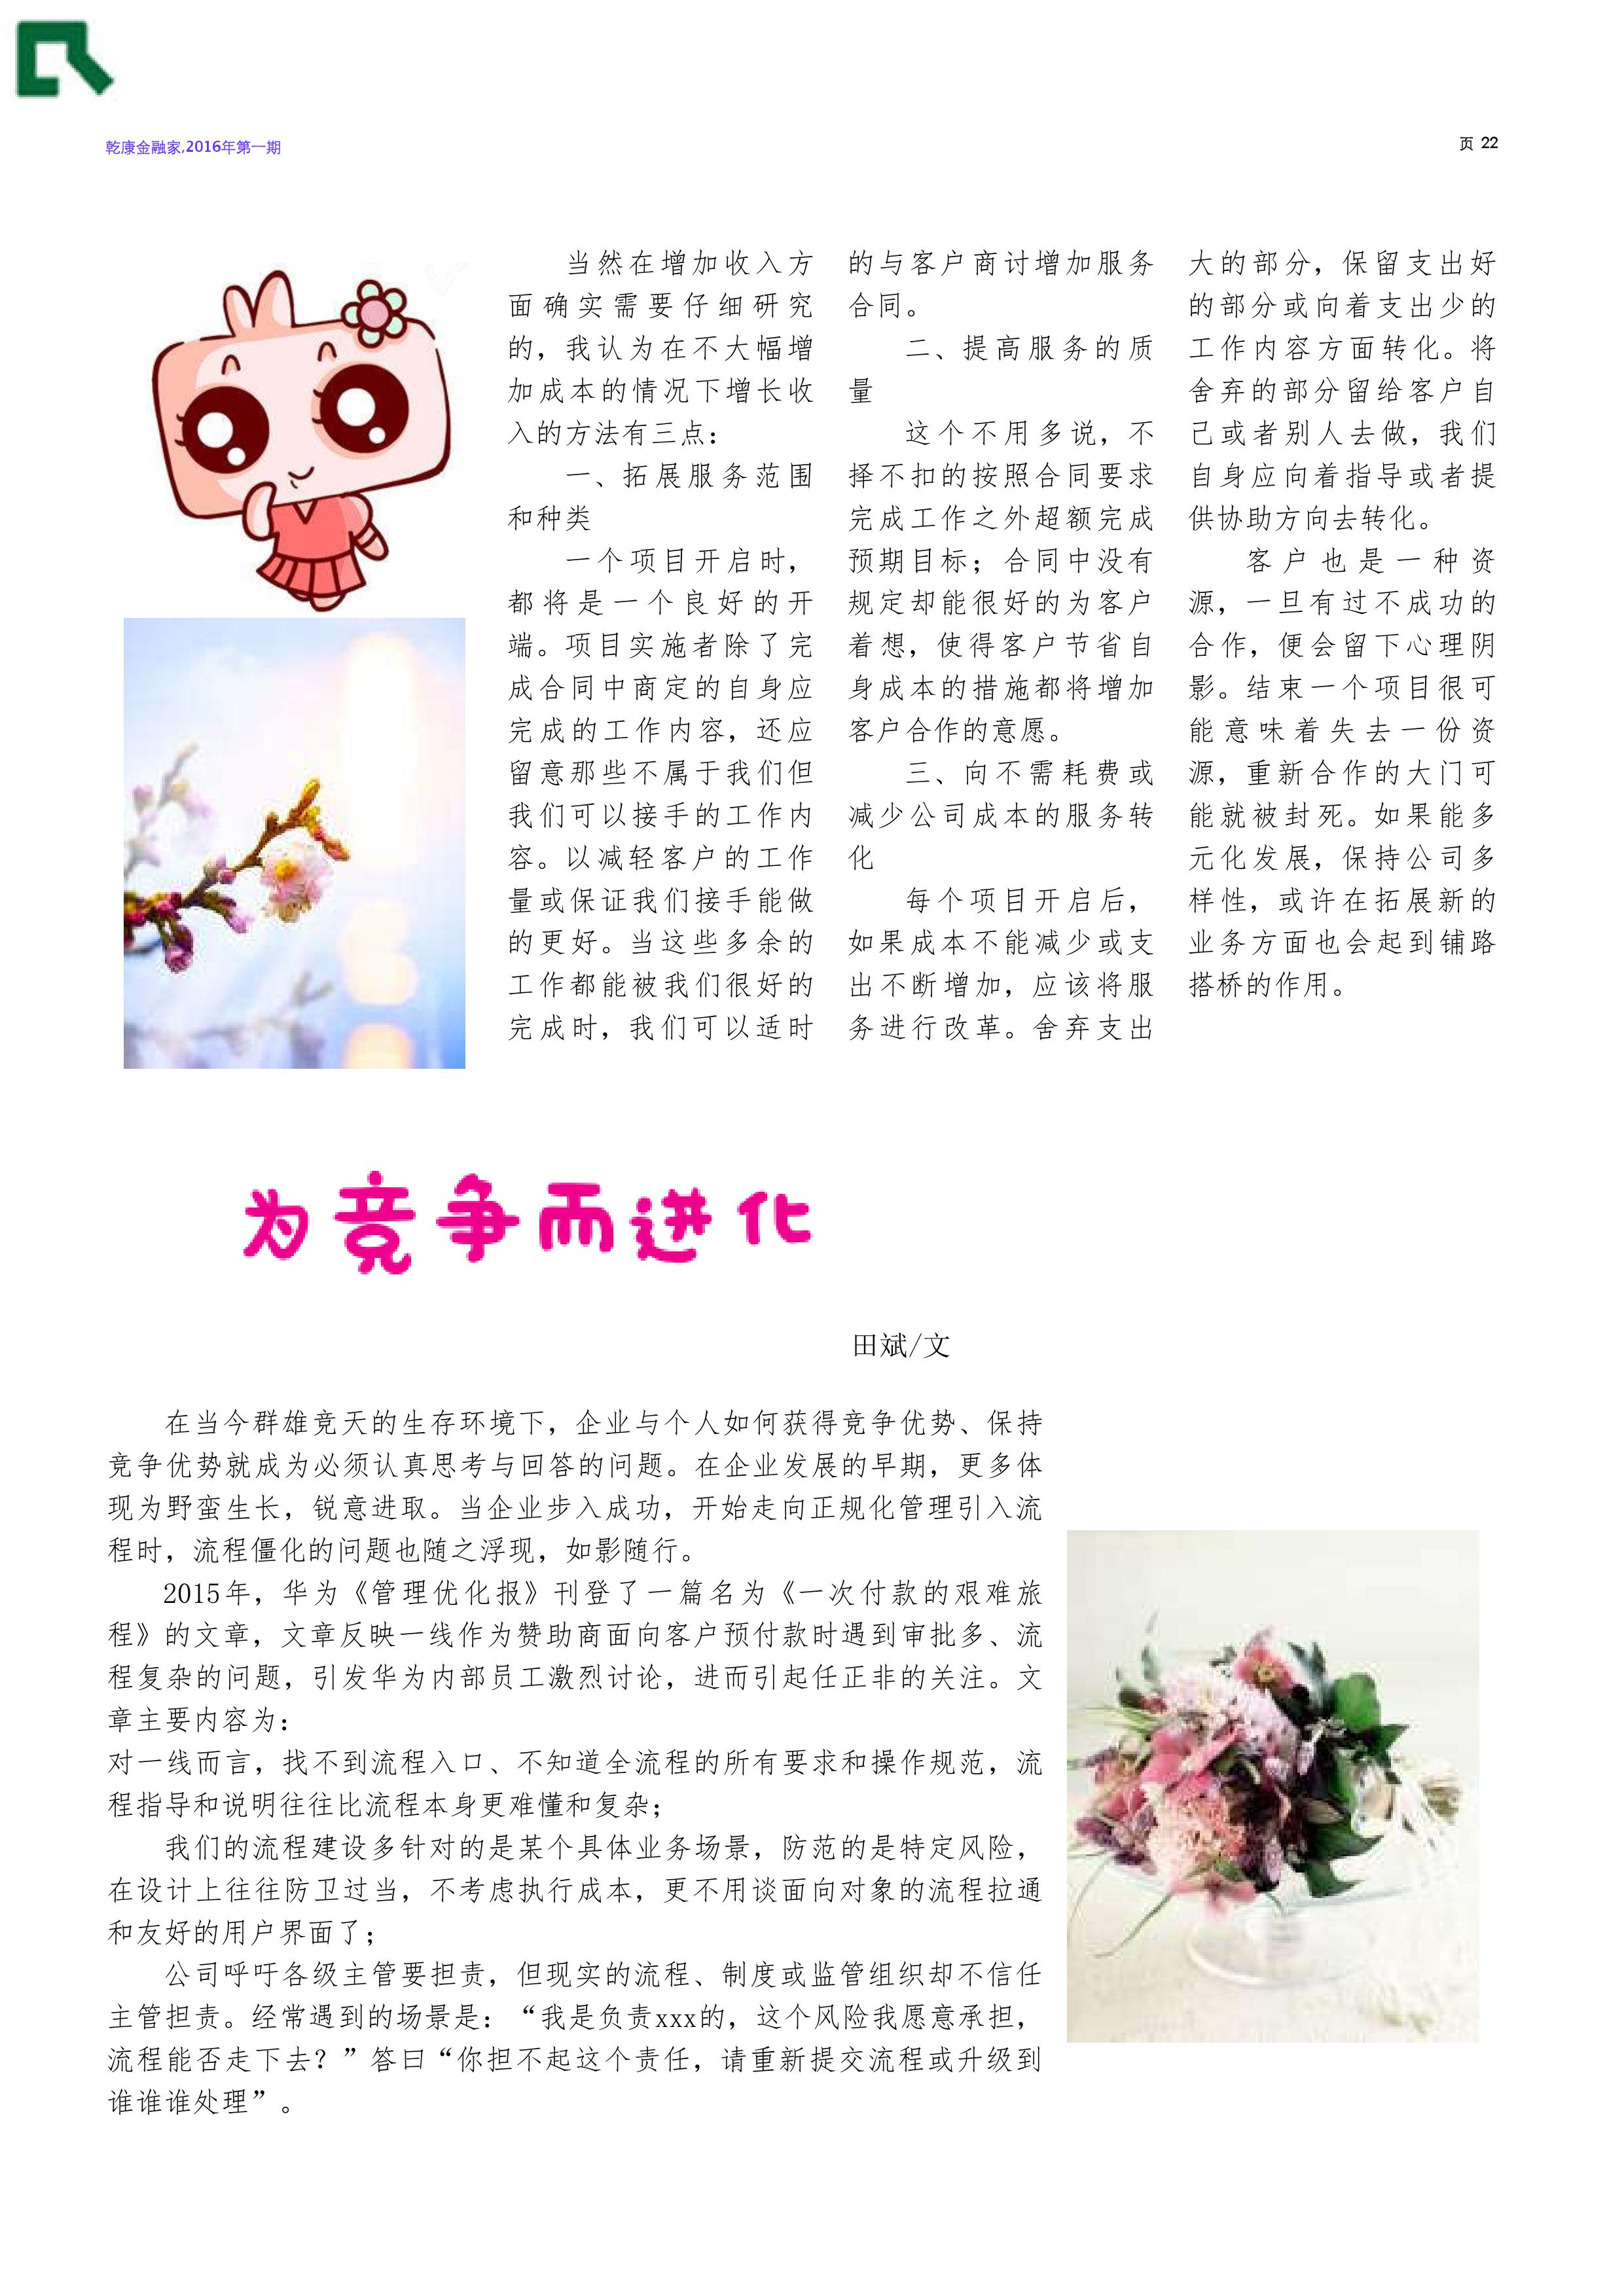 乾康金融家,2016年第一期
页 22
当然在增加收入方
面确实需要仔细研究
的，我认为在不大幅增
加成本的情况下增长收
入的方法有三点：
一、拓展服务范围
和种类
一个项目开启时，
都将是一个良好的开
端。项目实施者除了完
成合同中商定的自身应
完成的工作内容，还应
留意那些不属于我们但
我们可以接手的工作内
容。以减轻客户的工作
量或保证我们接手能做
的更好。当这些多余的
工作都能被我们很好的
完成时，我们可以适时
的与客户商讨增加服务
合同。
二、提高服务的质
量
这个不用多说，不
择不扣的按照合同要求
完成工作之外超额完成
预期目标；合同中没有
规定却能很好的为客户
着想，使得客户节省自
身成本的措施都将增加
客户合作的意愿。
三、向不需耗费或
减少公司成本的服务转
化
每个项目开启后，
如果成本不能减少或支
出不断增加，应该将服
务进行改革。舍弃支出
大的部分，保留支出好
的部分或向着支出少的
工作内容方面转化。将
舍弃的部分留给客户自
己或者别人去做，我们
自身应向着指导或者提
供协助方向去转化。
客户也是一种资
源，一旦有过不成功的
合作，便会留下心理阴
影。结束一个项目很可
能意味着失去一份资
源，重新合作的大门可
能就被封死。如果能多
元化发展，保持公司多
样性，或许在拓展新的
业务方面也会起到铺路
搭桥的作用。
为竞争而进化
田斌/文
在当今群雄竞天的生存环境下，企业与个人如何获得竞争优势、保持
竞争优势就成为必须认真思考与回答的问题。在企业发展的早期，更多体
现为野蛮生长，锐意进取。当企业步入成功，开始走向正规化管理引入流
程时，流程僵化的问题也随之浮现，如影随行。
2015年，华为《管理优化报》刊登了一篇名为《一次付款的艰难旅
程》的文章，文章反映一线作为赞助商面向客户预付款时遇到审批多、流
程复杂的问题，引发华为内部员工激烈讨论，进而引起任正非的关注。文
章主要内容为：
对一线而言，找不到流程入口、不知道全流程的所有要求和操作规范，流
程指导和说明往往比流程本身更难懂和复杂；
我们的流程建设多针对的是某个具体业务场景，防范的是特定风险，
在设计上往往防卫过当，不考虑执行成本，更不用谈面向对象的流程拉通
和友好的用户界面了；
公司呼吁各级主管要担责，但现实的流程、制度或监管组织却不信任
主管担责。经常遇到的场景是：“我是负责xxx的，这个风险我愿意承担，
流程能否走下去？”答曰“你担不起这个责任，请重新提交流程或升级到
谁谁谁处理”。